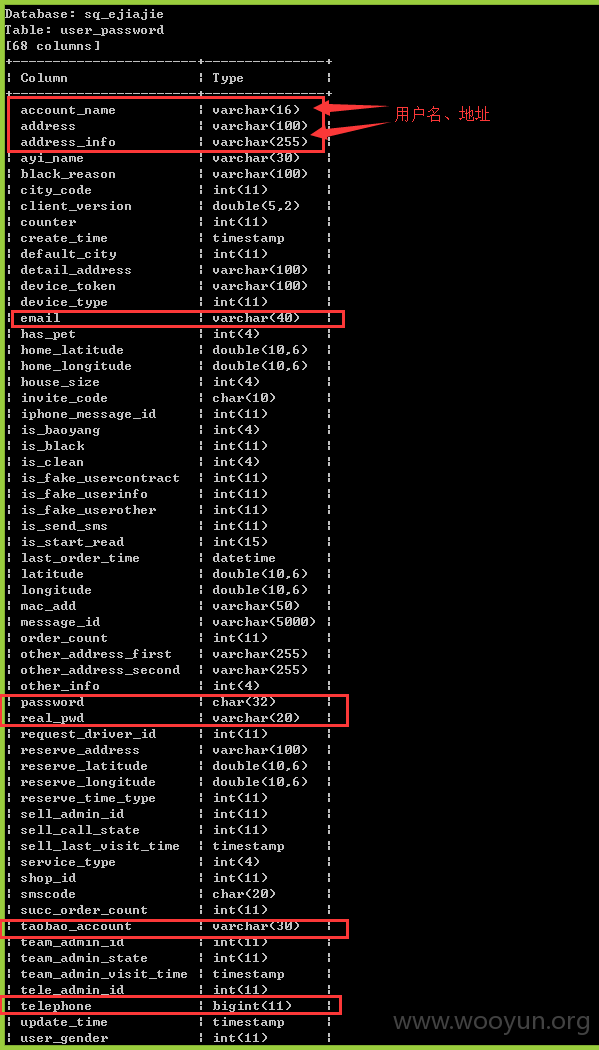 Database: sq_ejiajie
Table: user_password
[68 columns]
Column | Type
account_name | varchar(16)
用户名、地址
address | varchar(100)
address_info | varchar(255)
ayi_name | varchar(30)
black_reason | varchar(100)
city_code | int(11)
client_version | double(5,2)
counter | int(11)
create_time | timestamp
default_city | int(11)
detail_address | varchar(100)
device_token | varchar(100)
device_type | int(11)
email | varchar(40)
has_pet | int(4)
home_latitude | double(10,6)
home_longitude | double(10,6)
house_size | int(4)
invite_code | char(10)
iphone_message_id | int(11)
is_baoyang | int(4)
is_black | int(11)
is_clean | int(4)
is_fake_usercontract | int(11)
is_fake_userinfo | int(11)
is_fake_userother | int(11)
is_send_sms | int(11)
is_start_read | int(15)
last_order_time | datetime
latitude | double(10,6)
longitude | double(10,6)
mac_add | varchar(50)
message_id | varchar(5000)
order_count | int(11)
other_address_first | varchar(255)
other_address_second | varchar(255)
other_info | int(4)
password | char(32)
real_pwd | varchar(20)
request_driver_id | int(11)
reserve_address | varchar(100)
reserve_latitude | double(10,6)
reserve_longitude | double(10,6)
reserve_time_type | int(11)
sell_admin_id | int(11)
sell_call_state | int(11)
sell_last_visit_time | timestamp
service_type | int(4)
shop_id | int(11)
smscode | char(20)
succ_order_count | int(11)
taobao_account | varchar(30)
team_admin_id | int(11)
team_admin_state | int(11)
team_admin_visit_time | timestamp
tele_admin_id | int(11)
telephone | bigint(11)
update_time | timestamp
user_gender | int(11)
www.wooyun.org